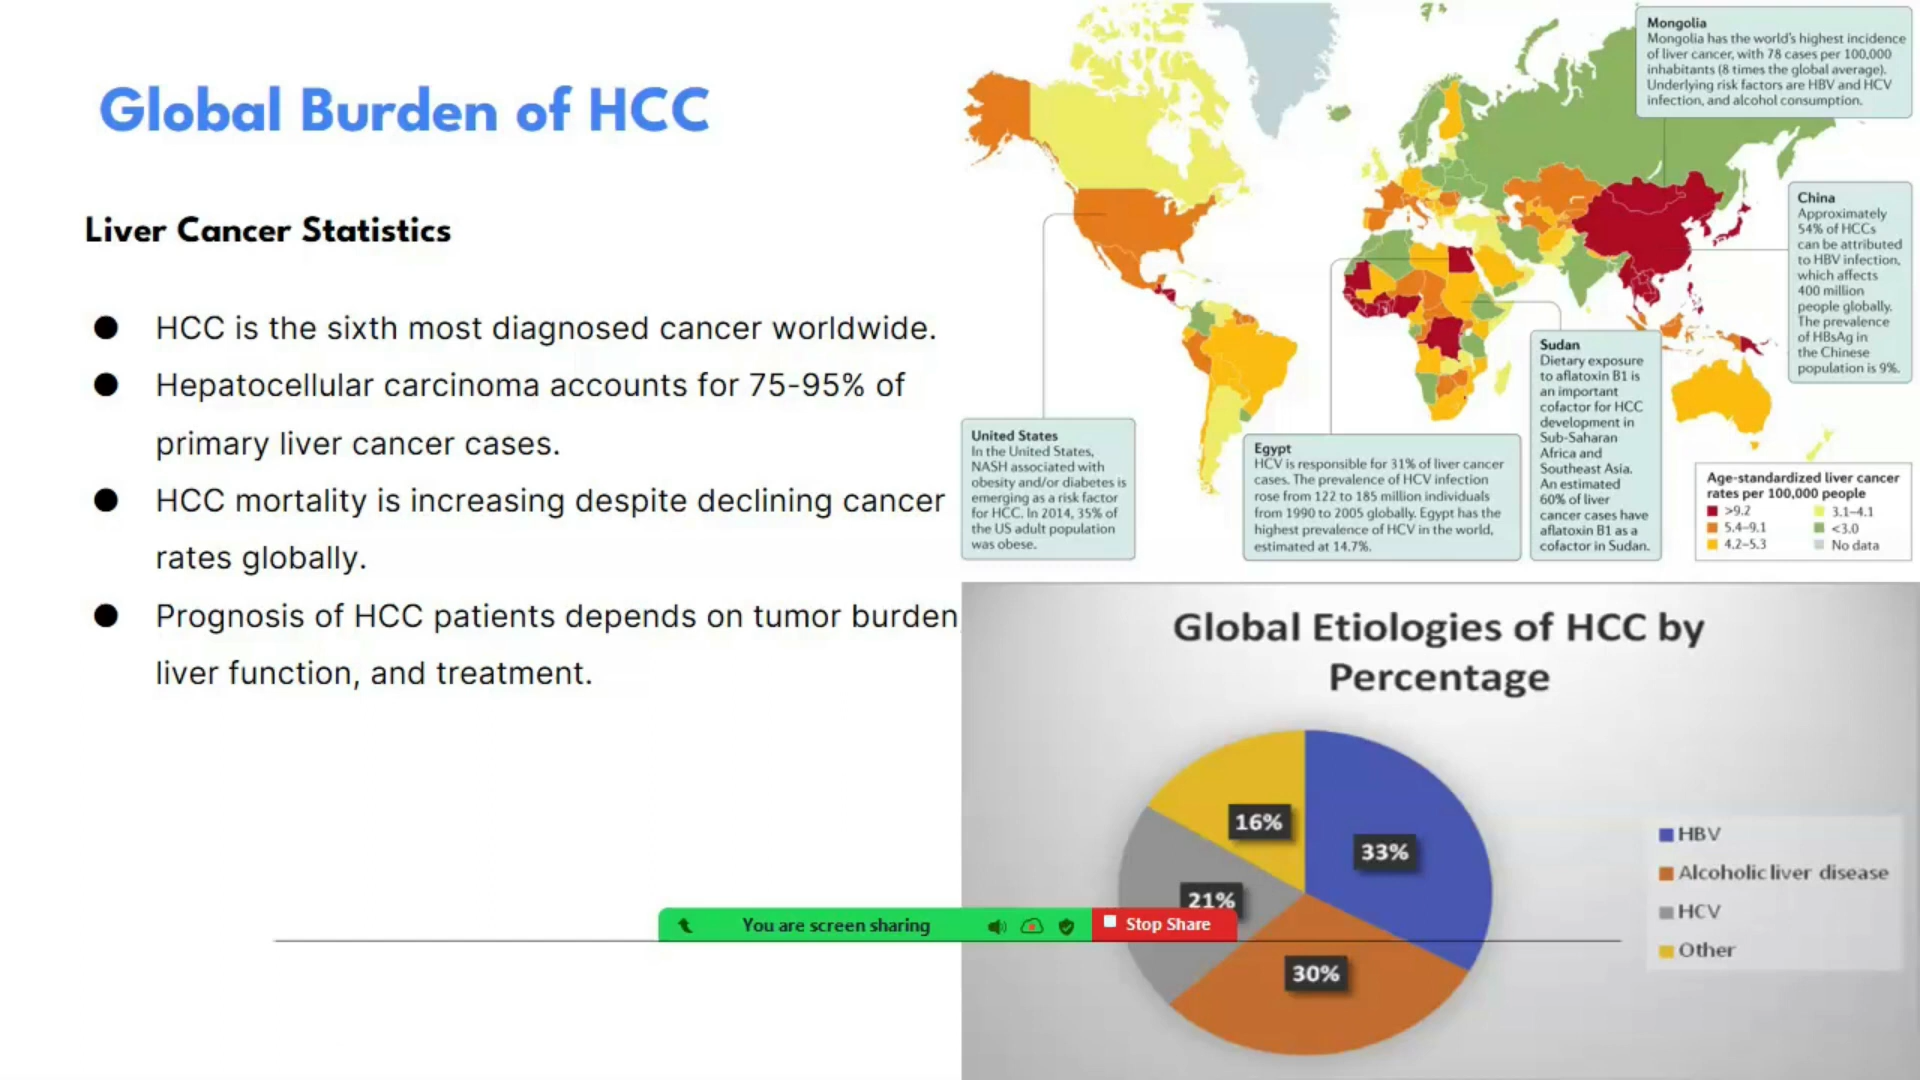 Global Burden of HCC
Liver Cancer Statistics
● HCC is the sixth most diagnosed cancer worldwide.
● Hepatocellular carcinoma accounts for 75-95% of
primary liver cancer cases.
● HCC mortality is increasing despite declining cancer
rates globally.
● Prognosis of HCC patients depends on tumor burden
liver function, and treatment.
Mongolia
Mongolia has the world's highest incidence
of liver cancer, with 78 cases per 100,000
inhabitants (8 times the global average).
Underlying risk factors are HBV and HCV
infection, and alcohol consumption.
China
Approximately
54% of HCCs
can be attributed
to HBV infection,
which affects
400 million
people globally.
The prevalence
of HBsAg in
the Chinese
population is 9%.
United States
In the United States,
NASH associated with
obesity and/or diabetes is
emerging as a risk factor
for HCC. In 2014, 35% of
the US adult population
was obese.
Egypt
HCV is responsible for 31% of liver cancer
cases. The prevalence of HCV infection
rose from 122 to 185 million individuals
from 1990 to 2005 globally. Egypt has the
highest prevalence of HCV in the world,
estimated at 14.7%.
Sudan
Dietary exposure
to aflatoxin B1 is
an important
cofactor for HCC
development in
Sub-Saharan
Africa and
Southeast Asia.
An estimated
60% of liver
cancer cases have
aflatoxin B1 as a
cofactor in Sudan.
Age-standardized liver cancer
rates per 100,000 people
>9.2
5.4–9.1
4.2–5.3
3.1–4.1
<3.0
No data
Global Etiologies of HCC by
Percentage
16%
33%
21%
30%
HBV
Alcoholic liver disease
HCV
Other
You are screen sharing
Stop Share